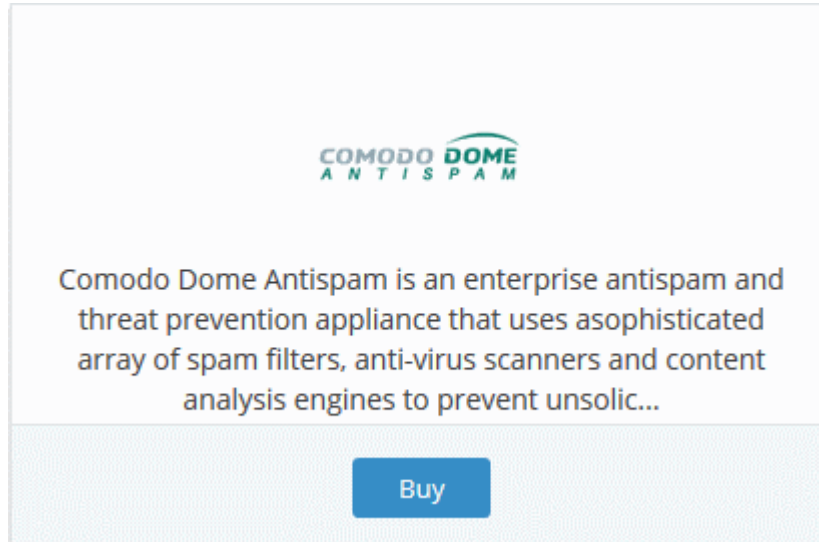 COMODO DOME
ANTISPAM
Comodo Dome Antispam is an enterprise antispam and
threat prevention appliance that uses asophisticated
array of spam filters, anti-virus scanners and content
analysis engines to prevent unsolic...
Buy